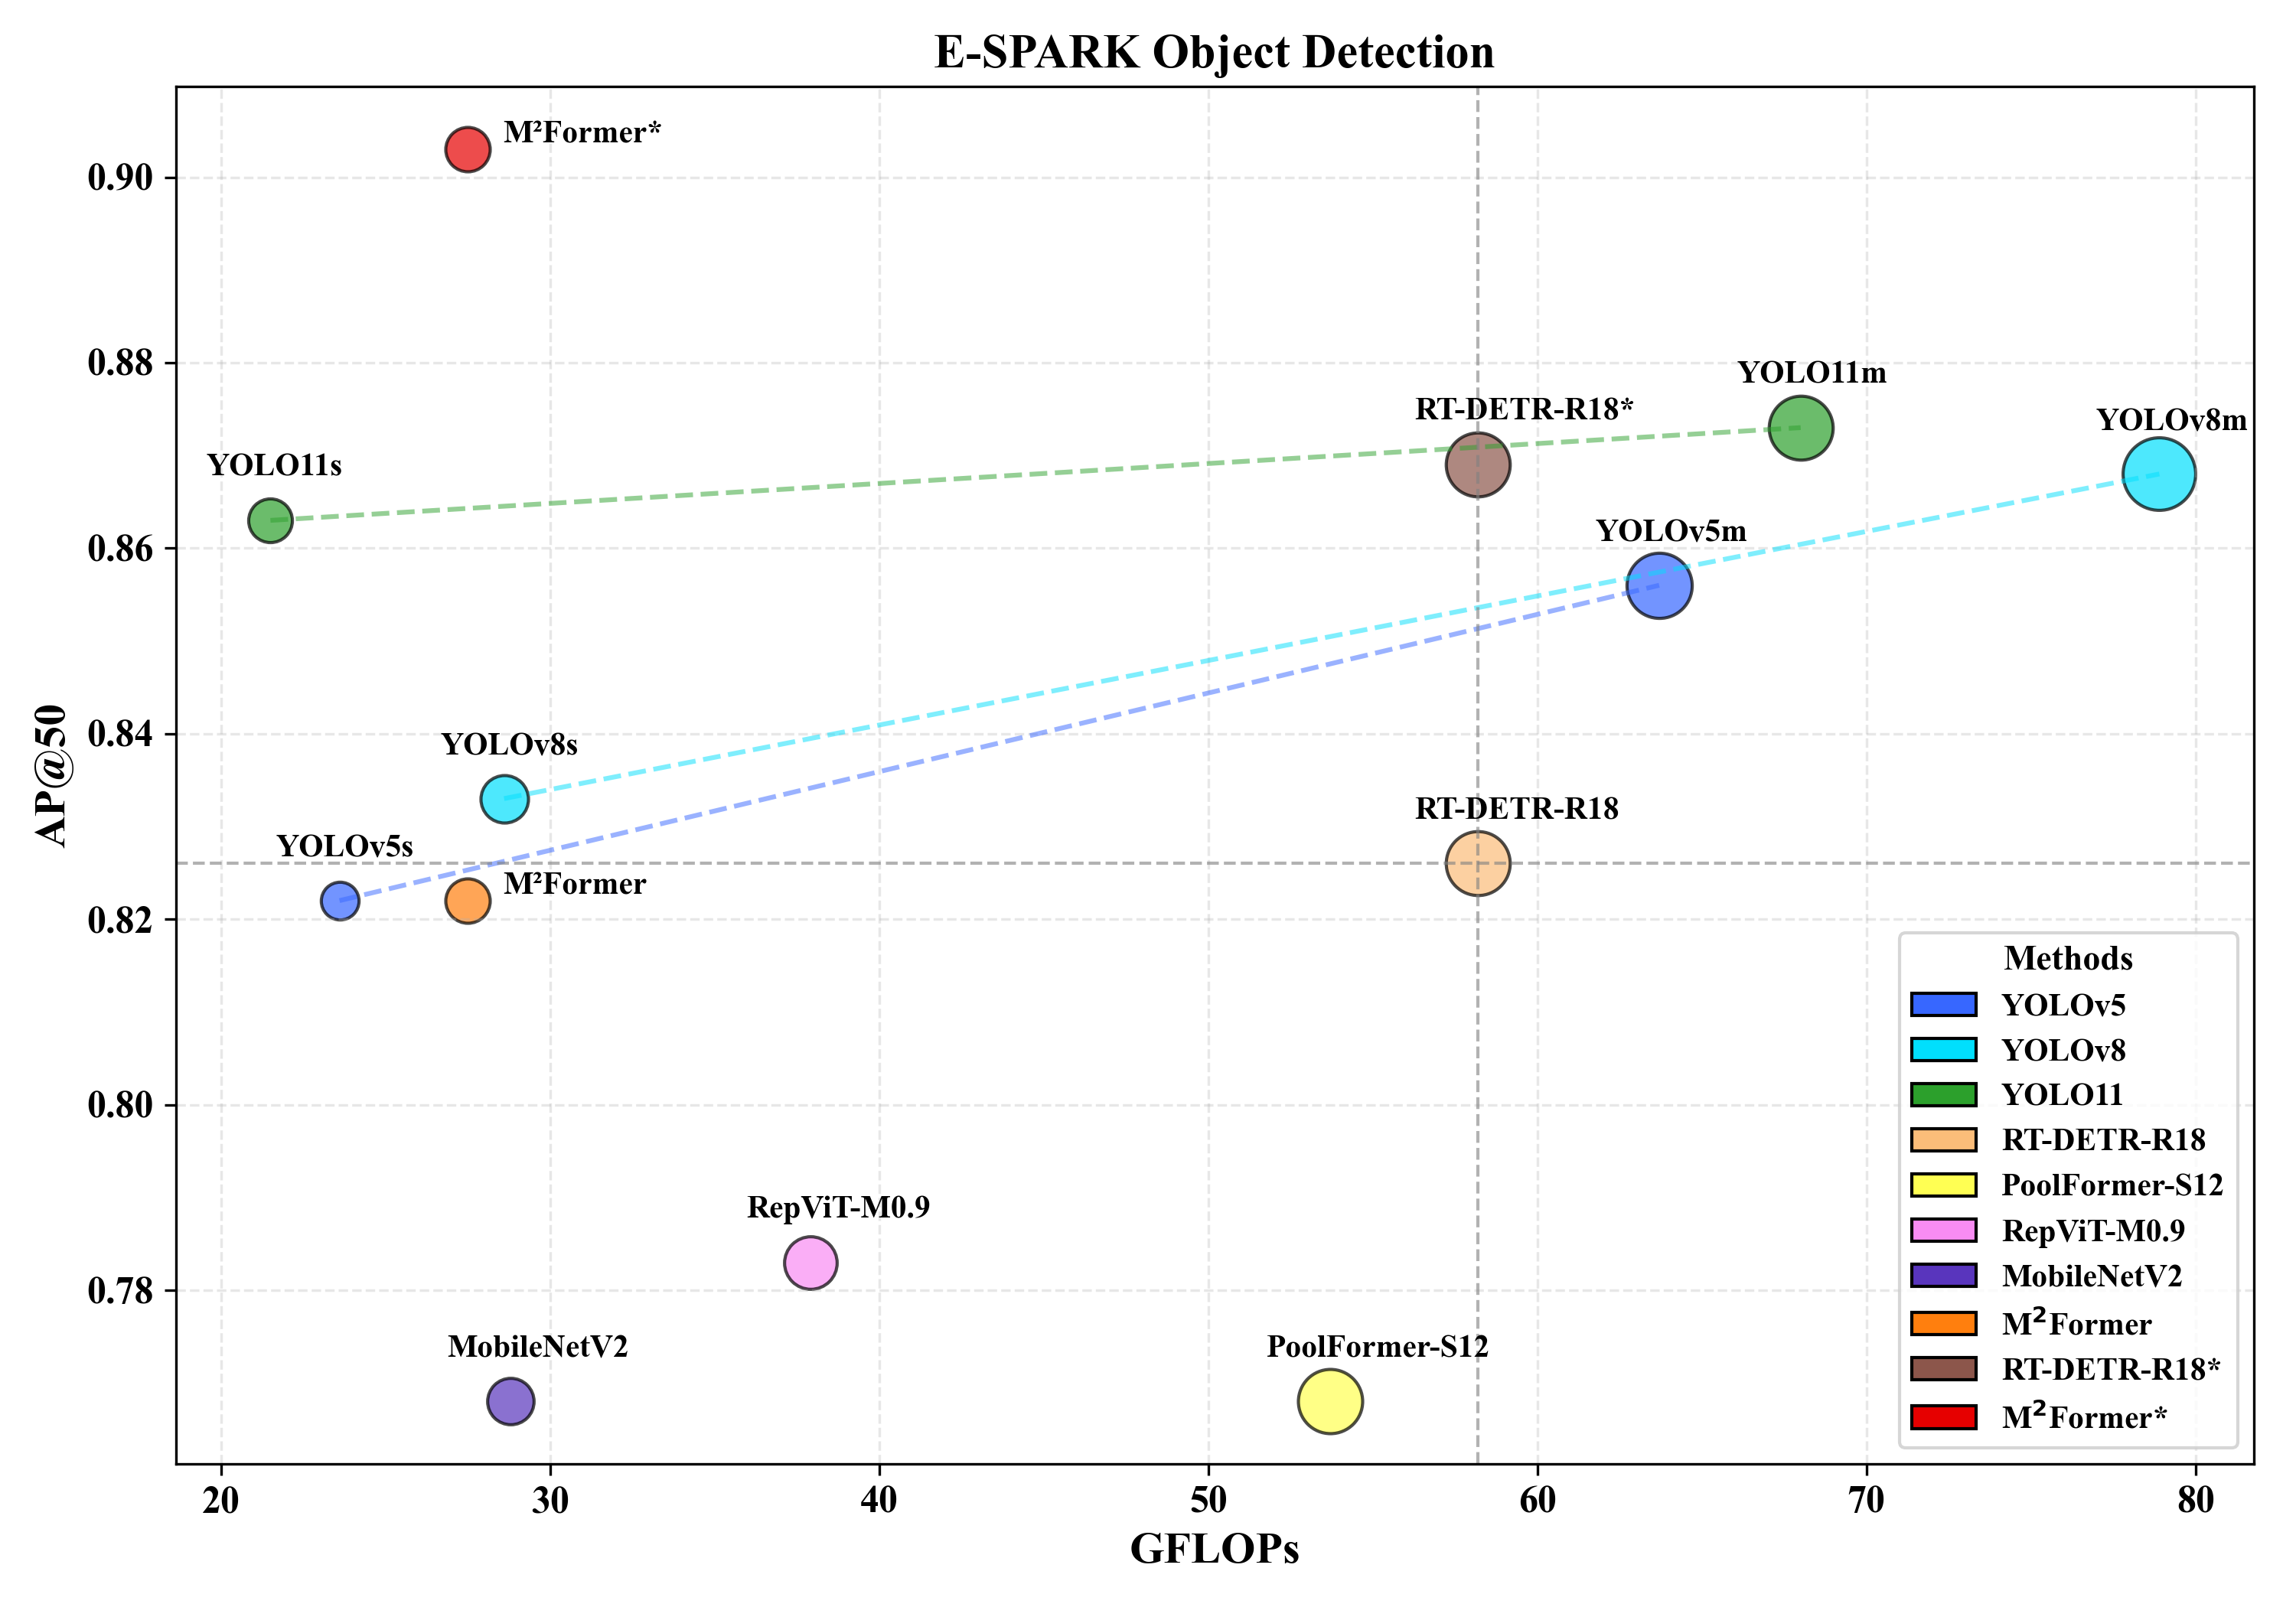 E-SPARK Object Detection
M²Former*
0.90
0.88
YOLO11m
RT-DETR-R18*
YOLOv8m
YOLO11s
YOLOv5m
0.86
AP@50
0.84
YOLOv8s
RT-DETR-R18
YOLOv5s
M²Former
0.82
Methods
YOLOv5
YOLOv8
YOLO11
RT-DETR-R18
PoolFormer-S12
RepViT-M0.9
MobileNetV2
M²Former
RT-DETR-R18*
M²Former*
0.80
RepViT-M0.9
0.78
MobileNetV2
PoolFormer-S12
20 30 40 50 60 70 80
GFLOPs